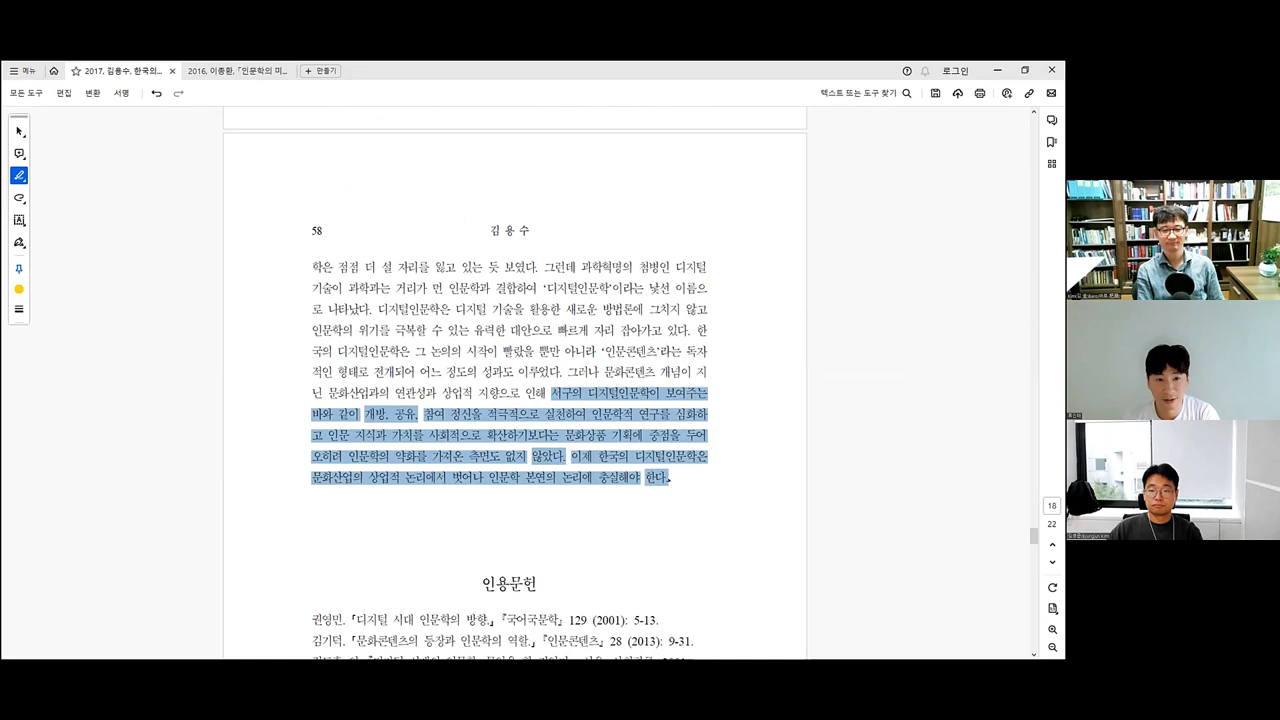 메뉴
2017, 김용수, 한국의...
2016, 이종환, 「인문학의 미...
만들기
로그인
모든 도구
편집
변환
서명
텍스트 또는 도구 찾기
58
김 용 수
학은 점점 더 설 자리를 잃고 있는 듯 보였다. 그런데 과학혁명의 첨병인 디지털
기술이 과학과는 거리가 먼 인문학과 결합하여 ‘디지털인문학’이라는 낯선 이름으
로 나타났다. 디지털인문학은 디지털 기술을 활용한 새로운 방법론에 그치지 않고
인문학의 위기를 극복할 수 있는 유력한 대안으로 빠르게 자리 잡아가고 있다. 한
국의 디지털인문학은 그 논의의 시작이 빨랐을 뿐만 아니라 ‘인문콘텐츠’라는 독자
적인 형태로 전개되어 어느 정도의 성과도 이루었다. 그러나 문화콘텐츠 개념이 지
닌 문화산업과의 연관성과 상업적 지향으로 인해 서구의 디지털인문학이 보여주는
바와 같이 개방, 공유, 참여 정신을 적극적으로 실천하여 인문학적 연구를 심화하
고 인문 지식과 가치를 사회적으로 확산하기보다는 문화상품 기획에 중점을 두어
오히려 인문학의 약화를 가져온 측면도 없지 않았다. 이제 한국의 디지털인문학은
문화산업의 상업적 논리에서 벗어나 인문학 본연의 논리에 충실해야 한다.
인용문헌
권영민. 「디지털 시대 인문학의 방향.」 『국어국문학』 129 (2001): 5-13.
김기덕. 「문화콘텐츠의 등장과 인문학의 역할.」 『인문콘텐츠』 28 (2013): 9-31.
18
22